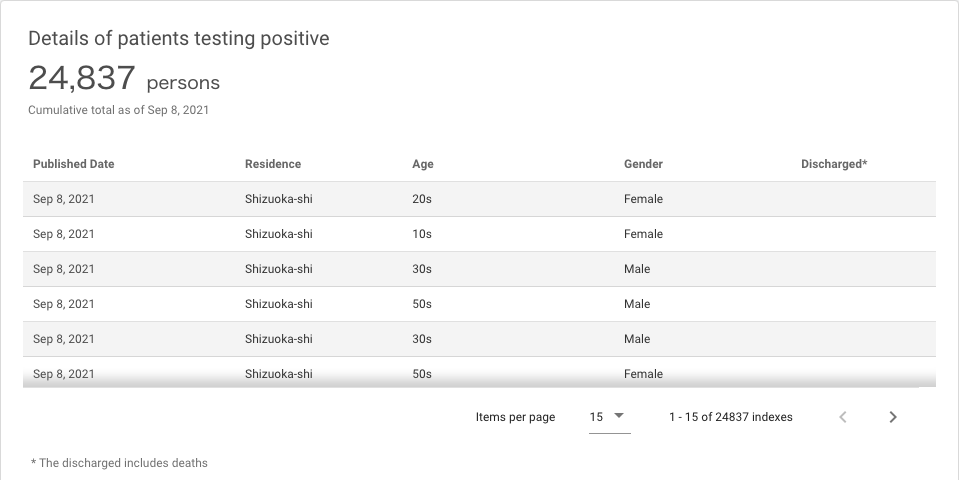 Details of patients testing positive
24,837 persons
Cumulative total as of Sep 8, 2021
Published Date Residence Age Gender Discharged*
Sep 8, 2021 Shizuoka-shi 20s Female
Sep 8, 2021 Shizuoka-shi 10s Female
Sep 8, 2021 Shizuoka-shi 30s Male
Sep 8, 2021 Shizuoka-shi 50s Male
Sep 8, 2021 Shizuoka-shi 30s Male
Sep 8, 2021 Shizuoka-shi 50s Female
Items per page 15 1 - 15 of 24837 indexes
* The discharged includes deaths